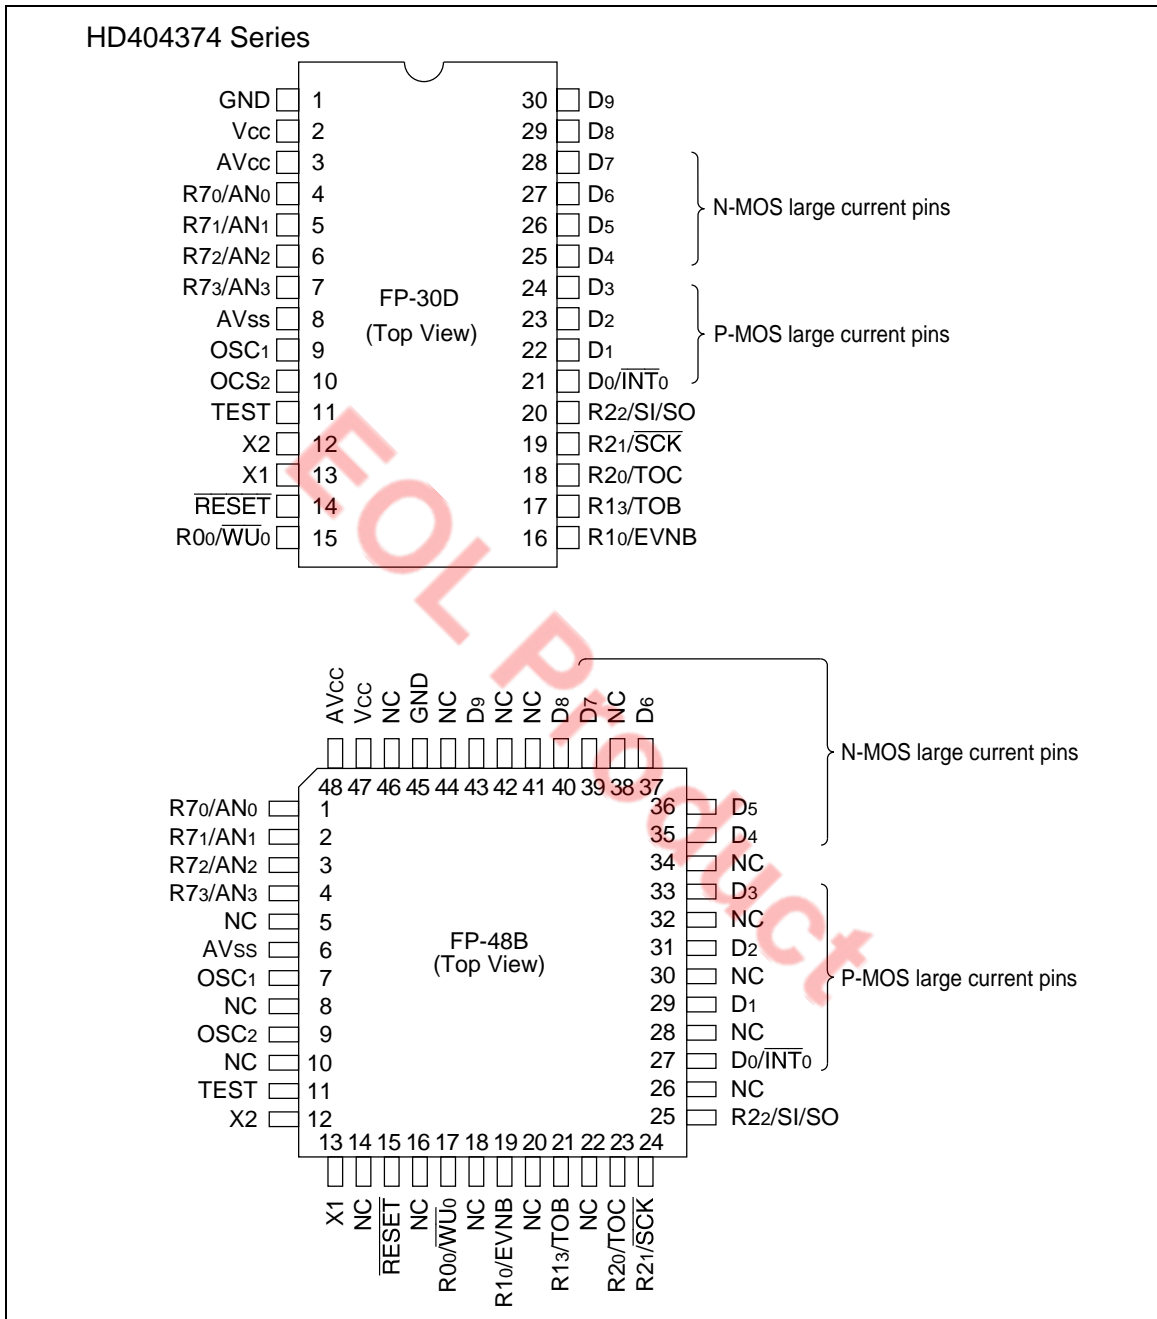 HD404374 Series
GND 1 30 D9
Vcc 2 29 D8
AVcc 3 28 D7
R70/AN0 4 27 D6
N-MOS large current pins
R71/AN1 5 26 D5
R72/AN2 6 25 D4
R73/AN3 7 24 D3
FP-30D
AVss 8 23 D2
(Top View)
P-MOS large current pins
OSC1 9 22 D1
OCS2 10 21 D0/INT0
TEST 11 20 R22/SI/SO
X2 12 19 R21/SCK
X1 13 18 R20/TOC
RESET 14 17 R13/TOB
R00/WU0 15 16 R10/EVNB
EOL Product
AVCC VCC NC GND NC D9 NC NC D8 D7 NC D6
N-MOS large current pins
48 47 46 45 44 43 42 41 40 39 38 37
R70/AN0 1 36 D5
R71/AN1 2 35 D4
R72/AN2 3 34 NC
R73/AN3 4 33 D3
NC 5 32 NC
AVss 6 31 D2
FP-48B
(Top View)
OSC1 7 30 NC
P-MOS large current pins
NC 8 29 D1
OSC2 9 28 NC
NC 10 27 D0/INT0
TEST 11 26 NC
X2 12 25 R22/SI/SO
13 14 15 16 17 18 19 20 21 22 23 24
X1 NC RESET NC R00/WU0 NC R10/EVNB NC R13/TOB NC R20/TOC R21/SCK